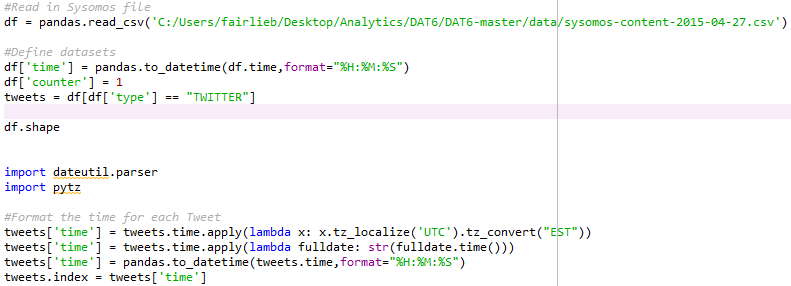 #Read in Sysomos file
df = pandas.read_csv('C:/Users/fairlieb/Desktop/Analytics/DAT6/DAT6-master/data/sysomos-content-2015-04-27.csv')
#Define datasets
df['time'] = pandas.to_datetime(df.time,format="%H:%M:%S")
df['counter'] = 1
tweets = df[df['type'] == "TWITTER"]
df.shape
import dateutil.parser
import pytz
#Format the time for each Tweet
tweets['time'] = tweets.time.apply(lambda x: x.tz_localize('UTC').tz_convert("EST"))
tweets['time'] = tweets.time.apply(lambda fulldate: str(fulldate.time()))
tweets['time'] = pandas.to_datetime(tweets.time,format="%H:%M:%S")
tweets.index = tweets['time']